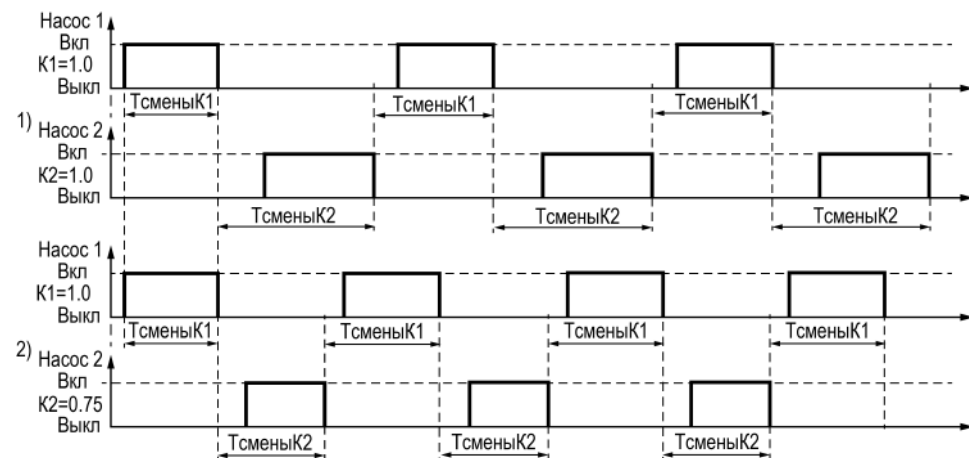 Насос 1
Вкл
К1=1.0
Выкл
ТсменыК1 ТсменыК1 ТсменыК1
1)
Насос 2
Вкл
К2=1.0
Выкл
ТсменыК2 ТсменыК2 ТсменыК2
Насос 1
Вкл
К1=1.0
Выкл
ТсменыК1 ТсменыК1 ТсменыК1 ТсменыК1
2)
Насос 2
Вкл
К2=0.75
Выкл
ТсменыК2 ТсменыК2 ТсменыК2